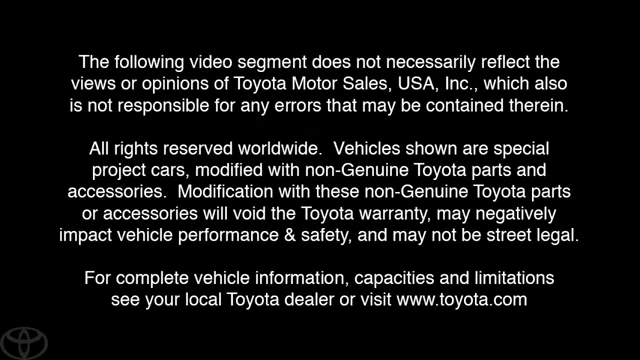 The following video segment does not necessarily reflect the
views or opinions of Toyota Motor Sales, USA, Inc., which also
is not responsible for any errors that may be contained therein.
All rights reserved worldwide.  Vehicles shown are special
project cars, modified with non-Genuine Toyota parts and
accessories.  Modification with these non-Genuine Toyota parts
or accessories will void the Toyota warranty, may negatively
impact vehicle performance & safety, and may not be street legal.
For complete vehicle information, capacities and limitations
see your local Toyota dealer or visit www.toyota.com